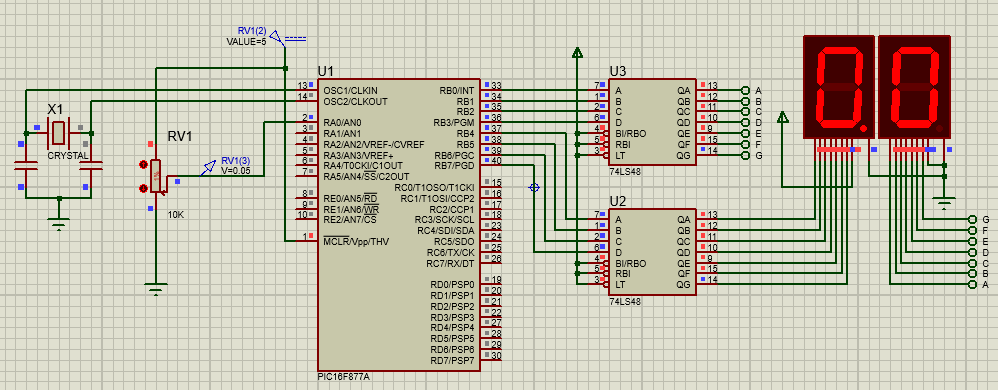 RV1(2)
VALUE=5
X1
CRYSTAL
RV1
1%
RV1(3)
V=0.05
10K
U1
13 OSC1/CLKIN RB0/INT 33
14 OSC2/CLKOUT RB1 34
RB2 35
2 RA0/AN0 RB3/PGM 36
3 RA1/AN1 RB4 37
4 RA2/AN2/VREF-/CVREF RB5 38
5 RA3/AN3/VREF+ RB6/PGC 39
6 RA4/T0CKI/C1OUT RB7/PGD 40
7 RA5/AN4/SS/C2OUT
RC0/T1OSO/T1CKI 15
8 RE0/AN5/RD RC1/T1OSI/CCP2 16
9 RE1/AN6/WR RC2/CCP1 17
10 RE2/AN7/CS RC3/SCK/SCL 18
RC4/SDI/SDA 23
1 MCLR/Vpp/THV RC5/SDO 24
RC6/TX/CK 25
RC7/RX/DT 26
RD0/PSP0 19
RD1/PSP1 20
RD2/PSP2 21
RD3/PSP3 22
RD4/PSP4 27
RD5/PSP5 28
RD6/PSP6 29
RD7/PSP7 30
PIC16F877A
U3
7 A QA 13
1 B QB 12
2 C QC 11
6 D QD 10
4 BI/RBO QE 9
5 RBI QF 15
3 LT QG 14
74LS48
A
B
C
D
E
F
G
U2
7 A QA 13
1 B QB 12
2 C QC 11
6 D QD 10
4 BI/RBO QE 9
5 RBI QF 15
3 LT QG 14
74LS48
0.0
G
F
E
D
C
B
A